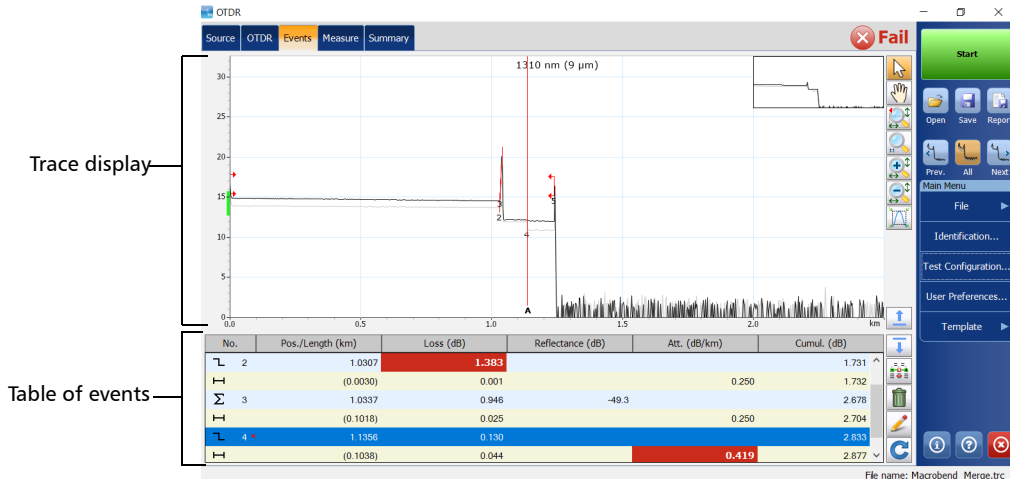 OTDR
Source OTDR Events Measure Summary
Fail
Start
Open Save Report
Prev. All Next
Main Menu
File
Identification...
Test Configuration...
User Preferences...
Template
Trace display
1310 nm (9 µm)
30
25
20
15
10
5
0
3
2
4
5
A
0.0 0.5 1.0 1.5 2.0 km
Table of events
No. Pos./Length (km) Loss (dB) Reflectance (dB) Att. (dB/km) Cumul. (dB)
2 1.0307 1.383 1.731
(0.0030) 0.001 0.250 1.732
Σ 3 1.0337 0.946 -49.3 2.678
(0.1018) 0.025 0.250 2.704
4 * 1.1356 0.130 2.833
(0.1038) 0.044 0.419 2.877
File name: Macrobend_Merge.trc